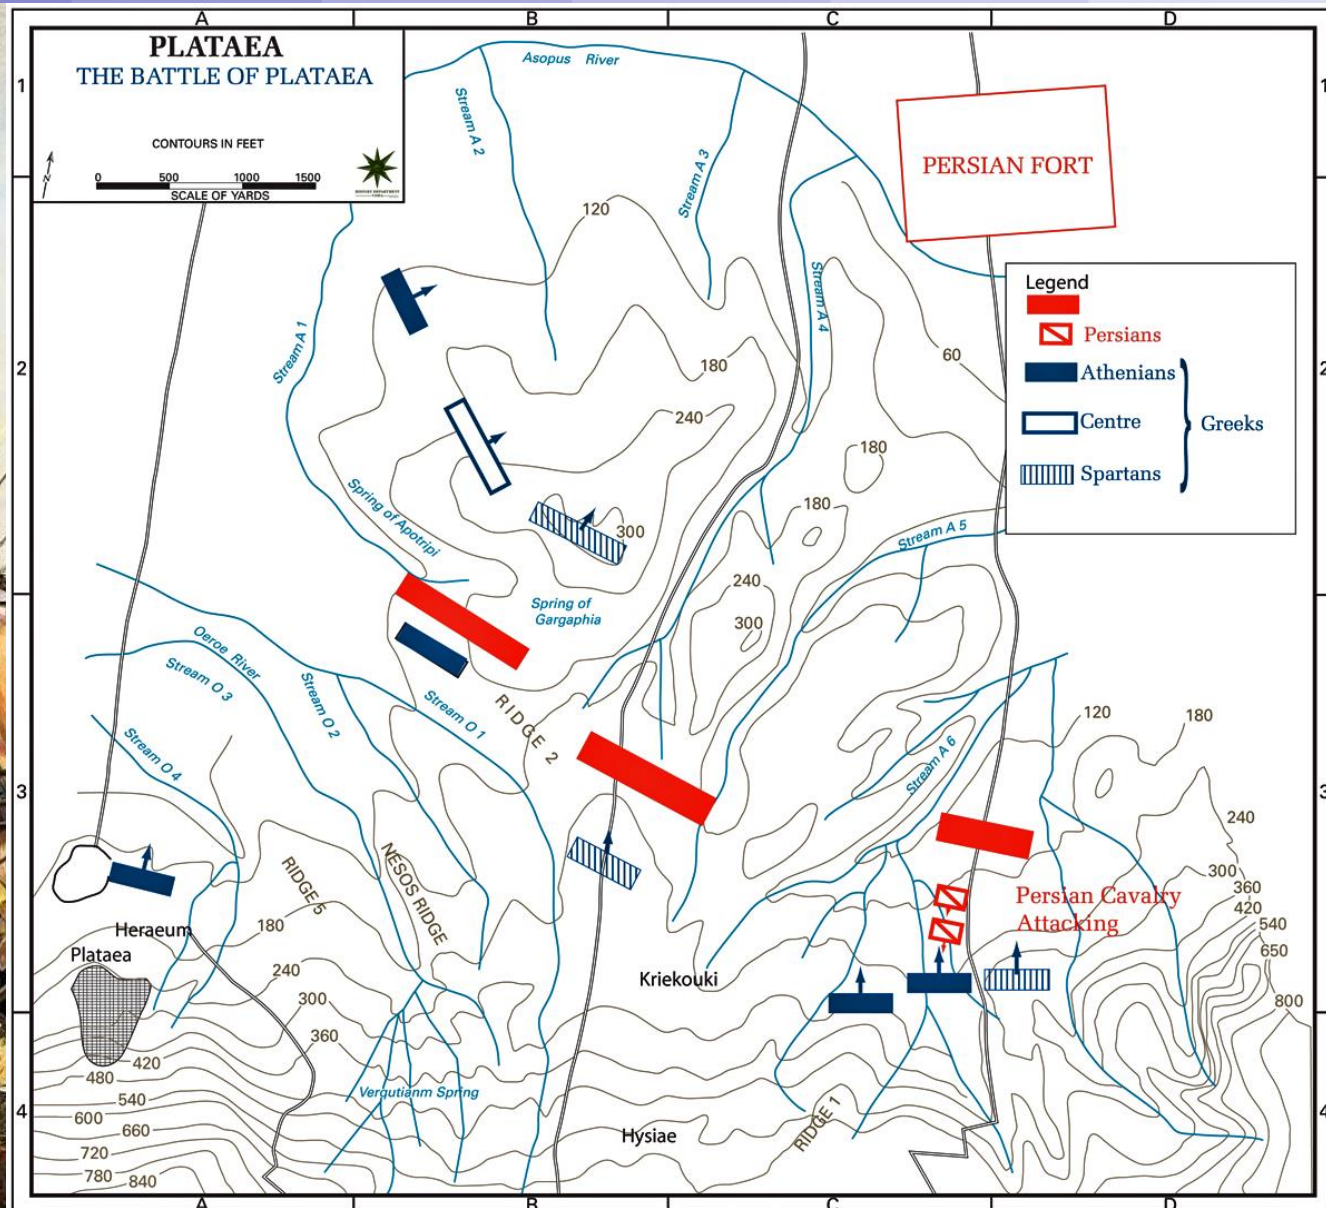 A
B
C
D
PLATAEA
THE BATTLE OF PLATAEA
CONTOURS IN FEET
0 500 1000 1500
SCALE OF YARDS
N
1
1
Asopus River
Stream A 2
Stream A 3
PERSIAN FORT
120
Stream A 4
Stream A 1
Legend
Persians
Athenians
Centre
Spartans
Greeks
60
2
2
180
240
180
180
300
Spring of Apotripi
Stream A 5
240
300
Spring of
Gargaphia
Oeroe River
Stream O 3
Stream O 2
Stream O 1
Stream O 4
RIDGE 2
Stream A 6
120
180
240
3
3
300
360
420
540
650
800
RIDGE 5
NESOS RIDGE
Persian Cavalry
Attacking
Heraeum
Plataea
180
240
300
360
Kriekouki
420
480
540
600
660
720
780
840
Vergutianm Spring
Hysiae
RIDGE 1
4
4
A
B
C
D